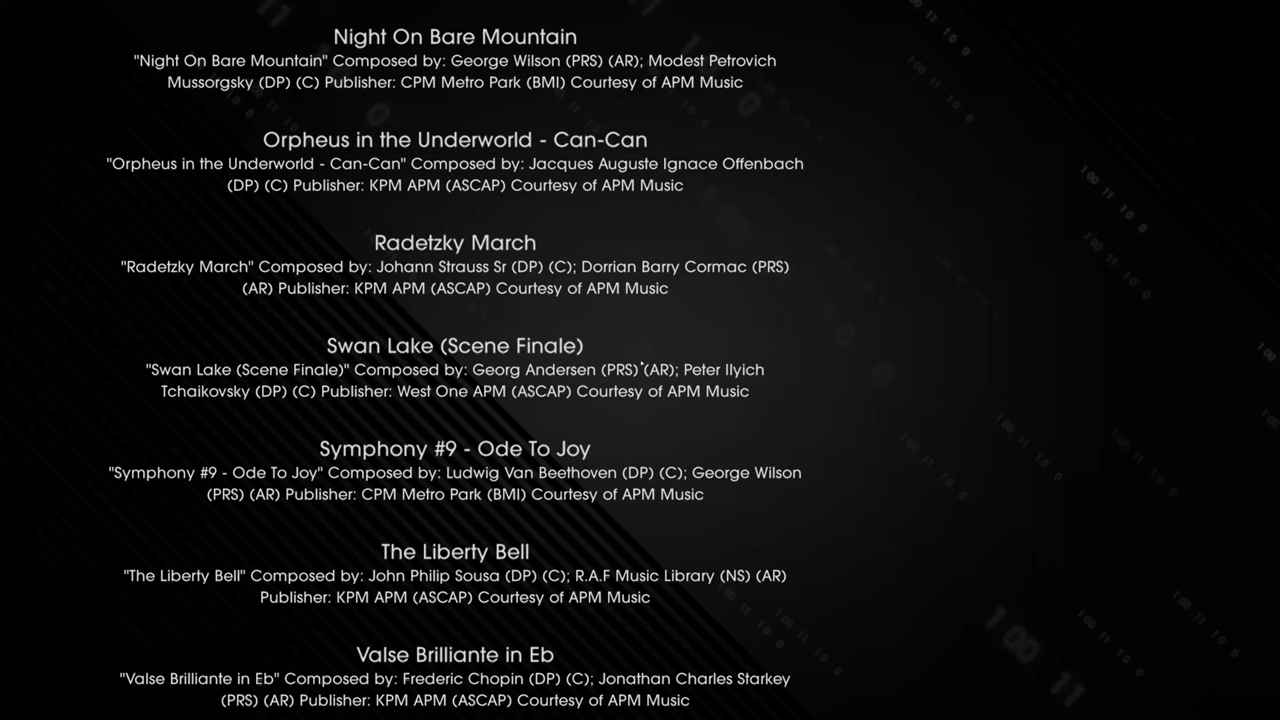 Night On Bare Mountain
"Night On Bare Mountain" Composed by: George Wilson (PRS) (AR); Modest Petrovich
Mussorgsky (DP) (C) Publisher: CPM Metro Park (BMI) Courtesy of APM Music
Orpheus in the Underworld - Can-Can
"Orpheus in the Underworld - Can-Can" Composed by: Jacques Auguste Ignace Offenbach
(DP) (C) Publisher: KPM APM (ASCAP) Courtesy of APM Music
Radetzky March
"Radetzky March" Composed by: Johann Strauss Sr (DP) (C); Dorrian Barry Cormac (PRS)
(AR) Publisher: KPM APM (ASCAP) Courtesy of APM Music
Swan Lake (Scene Finale)
"Swan Lake (Scene Finale)" Composed by: Georg Andersen (PRS) (AR); Peter Ilyich
Tchaikovsky (DP) (C) Publisher: West One APM (ASCAP) Courtesy of APM Music
Symphony #9 - Ode To Joy
"Symphony #9 - Ode To Joy" Composed by: Ludwig Van Beethoven (DP) (C); George Wilson
(PRS) (AR) Publisher: CPM Metro Park (BMI) Courtesy of APM Music
The Liberty Bell
"The Liberty Bell" Composed by: John Philip Sousa (DP) (C); R.A.F Music Library (NS) (AR)
Publisher: KPM APM (ASCAP) Courtesy of APM Music
Valse Brilliante in Eb
"Valse Brilliante in Eb" Composed by: Frederic Chopin (DP) (C); Jonathan Charles Starkey
(PRS) (AR) Publisher: KPM APM (ASCAP) Courtesy of APM Music